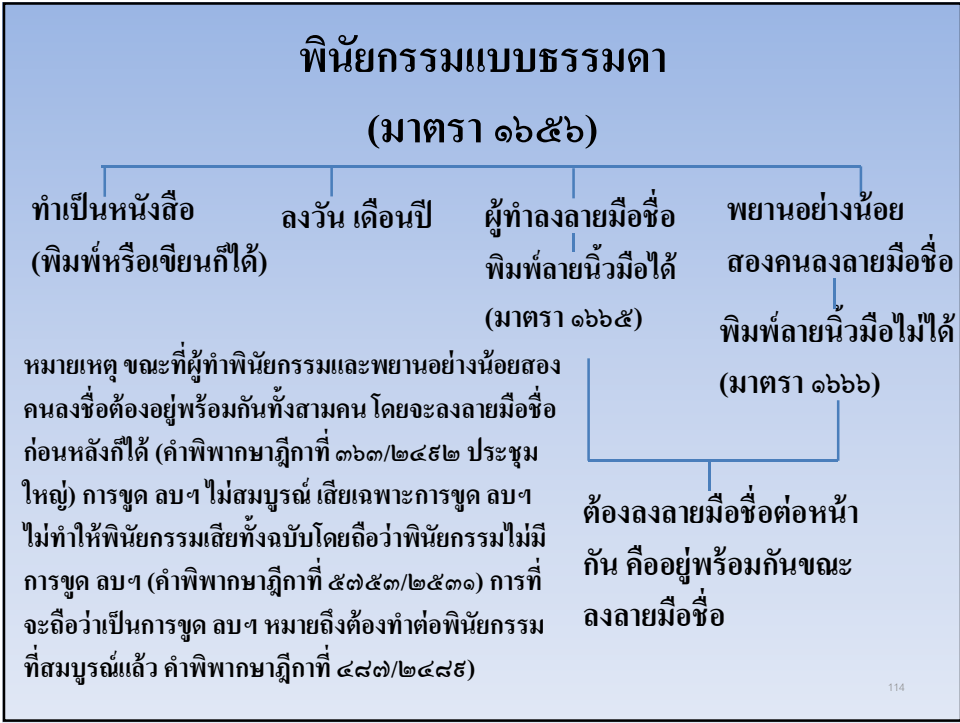 พินัยกรรมแบบธรรมดา
(มาตรา ๑๖๕๖)
ทำเป็นหนังสือ
(พิมพ์หรือเขียนก็ได้)
ลงวัน เดือนปี
ผู้ทำลงลายมือชื่อ
พิมพ์ลายนิ้วมือได้
(มาตรา ๑๖๖๕)
พยานอย่างน้อย
สองคนลงลายมือชื่อ
พิมพ์ลายนิ้วมือไม่ได้
(มาตรา ๑๖๖๖)
หมายเหตุ ขณะที่ผู้ทำพินัยกรรมและพยานอย่างน้อยสอง
คนลงชื่อต้องอยู่พร้อมกันทั้งสามคน โดยจะลงลายมือชื่อ
ก่อนหลังก็ได้ (คำพิพากษาฎีกาที่ ๓๖๓/๒๔๙๒ ประชุม
ใหญ่) การขูด ลบฯ ไม่สมบูรณ์ เสียเฉพาะการขูด ลบฯ
ไม่ทำให้พินัยกรรมเสียทั้งฉบับโดยถือว่าพินัยกรรมไม่มี
การขูด ลบฯ (คำพิพากษาฎีกาที่ ๕๗๕๓/๒๕๓๑) การที่
จะถือว่าเป็นการขูด ลบฯ หมายถึงต้องทำต่อพินัยกรรม
ที่สมบูรณ์แล้ว คำพิพากษาฎีกาที่ ๔๘๗/๒๔๘๙)
ต้องลงลายมือชื่อต่อหน้า
กัน คืออยู่พร้อมกันขณะ
ลงลายมือชื่อ
114